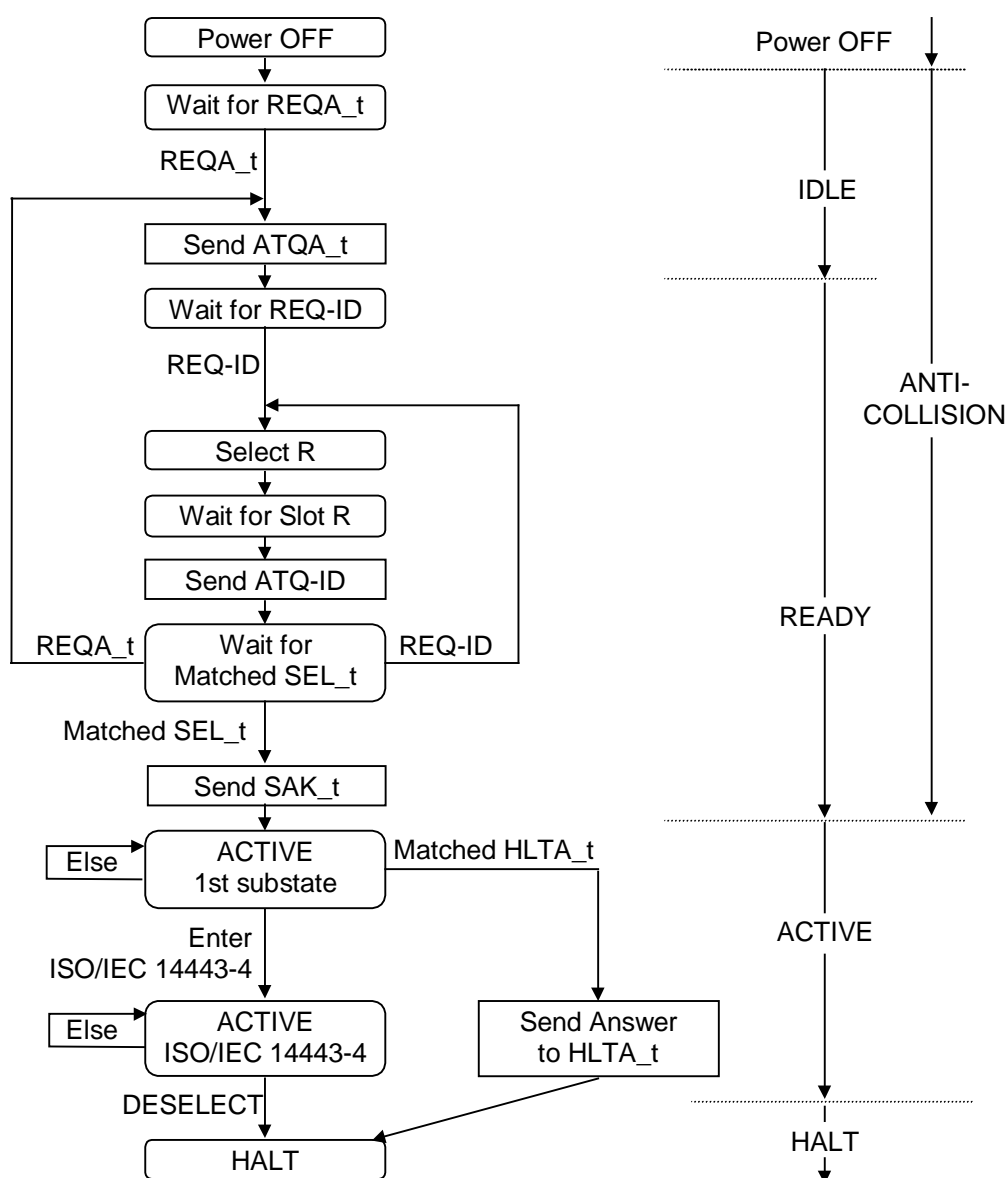 Power OFF
Wait for REQA_t
REQA_t
Send ATQA_t
Wait for REQ-ID
REQ-ID
Select R
Wait for Slot R
Send ATQ-ID
REQA_t
Wait for
Matched SEL_t
REQ-ID
Matched SEL_t
Send SAK_t
Else
ACTIVE
1st substate
Matched HLTA_t
Enter
ISO/IEC 14443-4
Else
ACTIVE
ISO/IEC 14443-4
Send Answer
to HLTA_t
DESELECT
HALT
Power OFF
IDLE
ANTI-
COLLISION
READY
ACTIVE
HALT